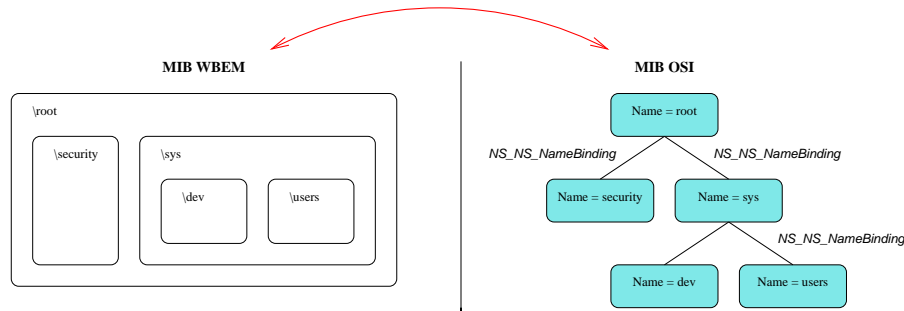 MIB WBEM
\root
\security
\sys
\dev
\users
MIB OSI
Name = root
NS_NS_NameBinding
NS_NS_NameBinding
Name = security
Name = sys
NS_NS_NameBinding
Name = dev
Name = users